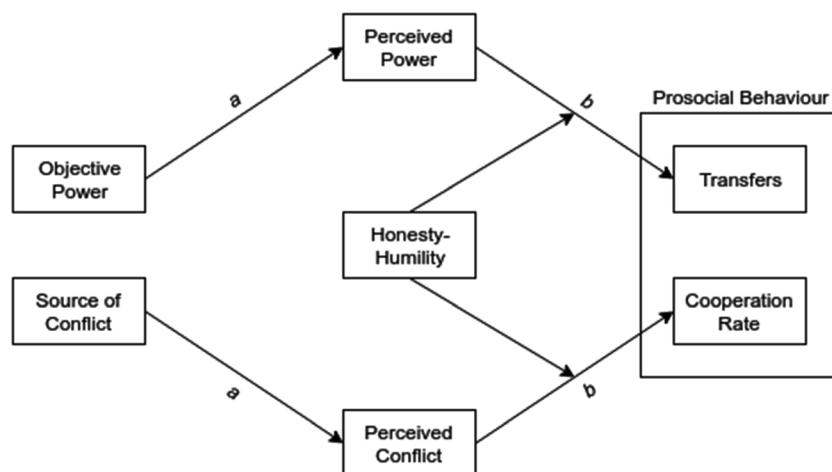 Perceived
Power
a
b
Prosocial Behaviour
Objective
Power
Transfers
Honesty-
Humility
Source of
Conflict
Cooperation
Rate
a
b
Perceived
Conflict